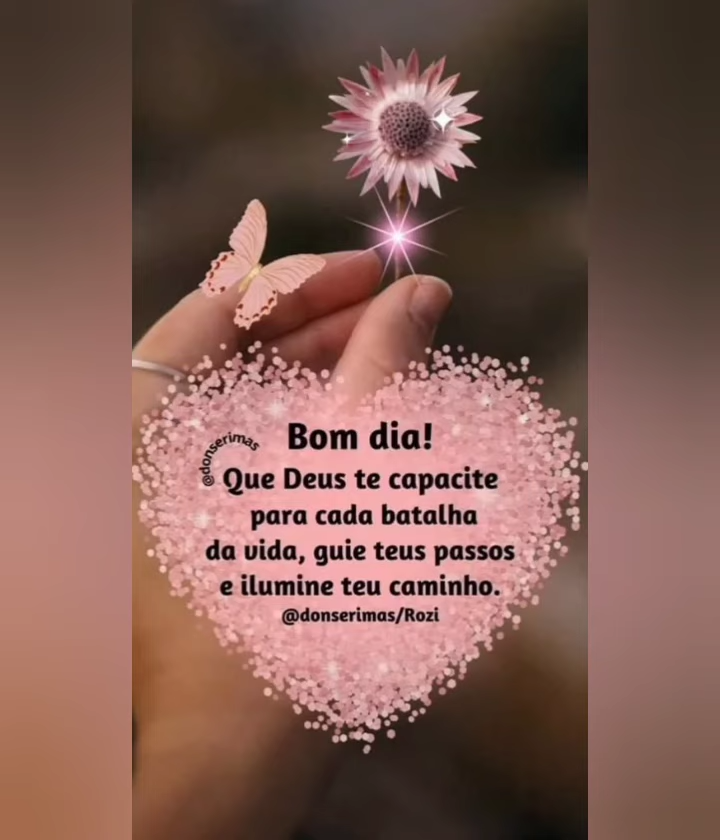 @donserimas
Bom dia!
Que Deus te capacite
para cada batalha
da vida, guie teus passos
e ilumine teu caminho.
@donserimas/Rozi